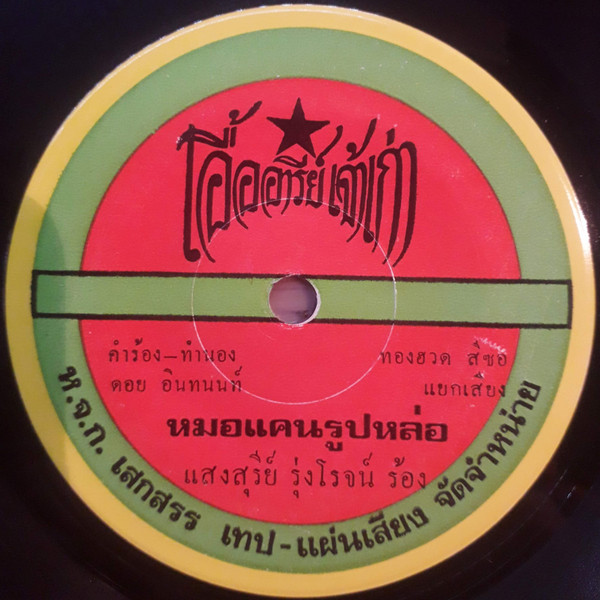 โอื้ออารีย์เจ้าเก่า
คำร้อง-ทำนอง
ดอย อินทนนท์
ทองฮวด สีซอ
แยกเสียง
หมอแคนรูปหล่อ
แสงสุรีย์ รุ่งโรจน์ ร้อง
ห.จ.ก. เสกสรร เทป-แผ่นเสียง จัดจำหน่าย